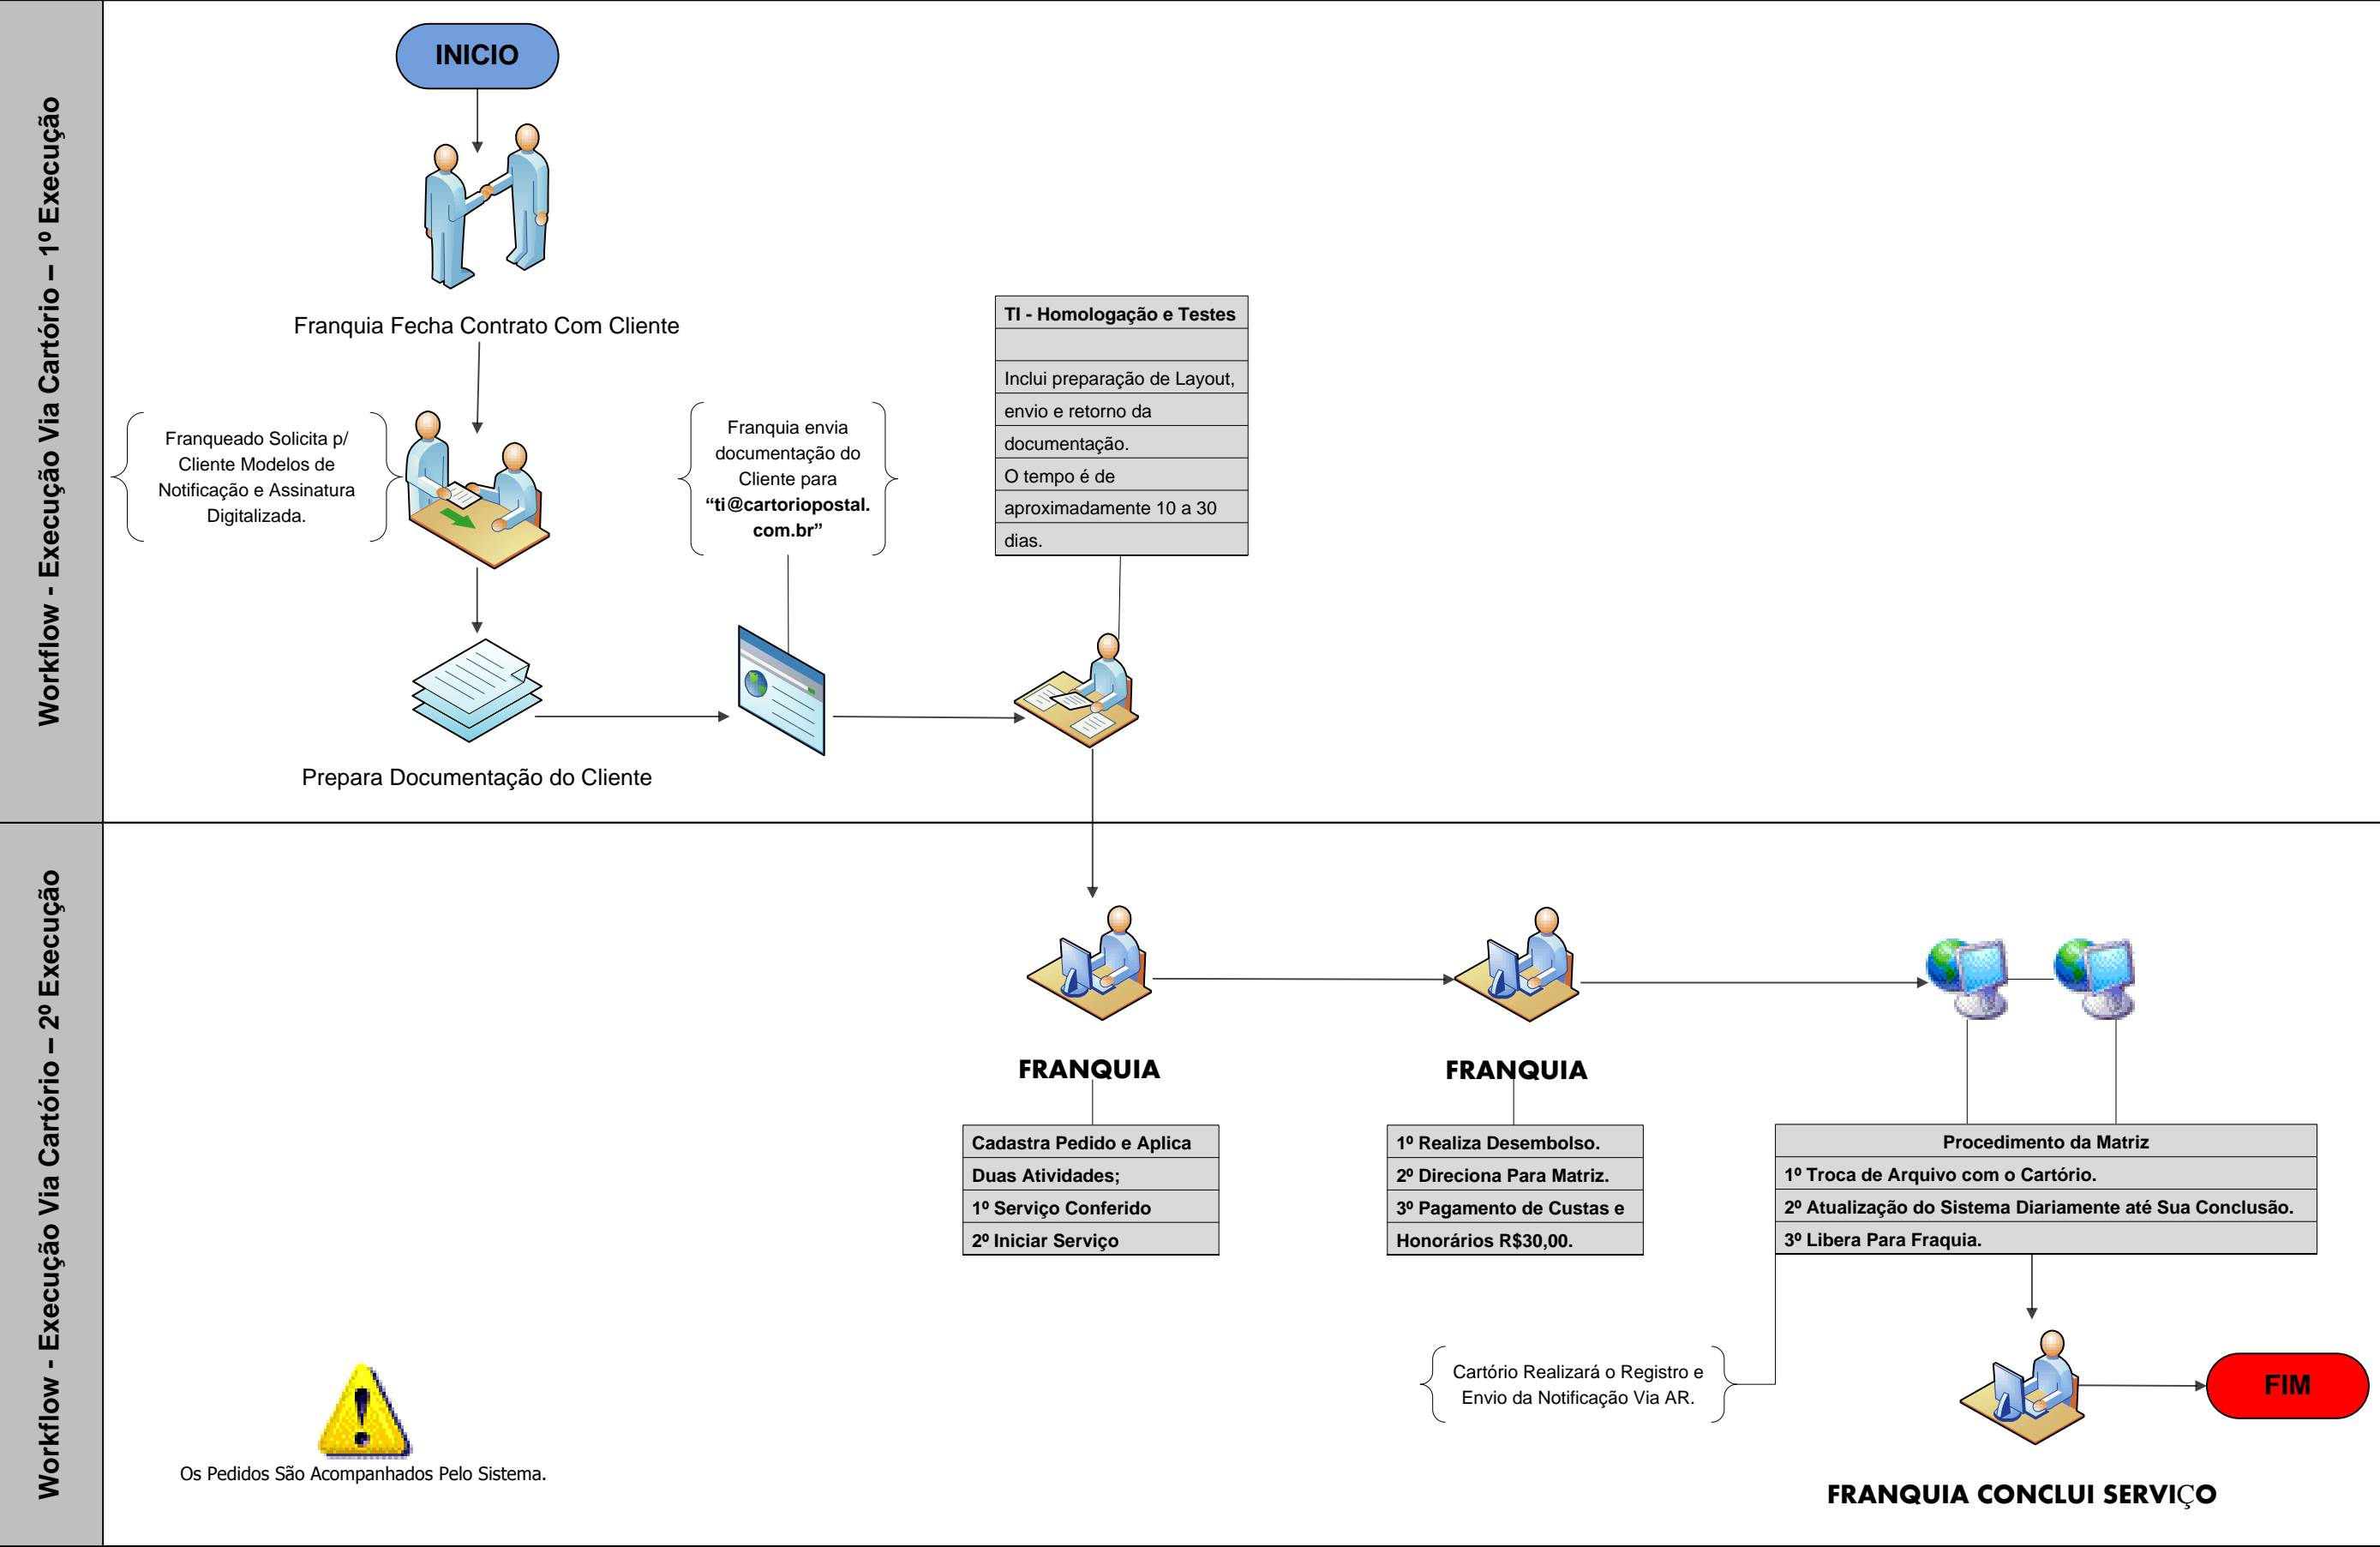 Workflow - Execução Via Cartório – 1º Execução
INICIO
Franquia Fecha Contrato Com Cliente
Franqueado Solicita p/
Cliente Modelos de
Notificação e Assinatura
Digitalizada.
Prepara Documentação do Cliente
Franquia envia
documentação do
Cliente para
“ti@cartoriopostal.
com.br”
TI - Homologação e Testes
Inclui preparação de Layout,
envio e retorno da
documentação.
O tempo é de
aproximadamente 10 a 30
dias.
Workflow - Execução Via Cartório – 2º Execução
FRANQUIA
Cadastra Pedido e Aplica
Duas Atividades;
1º Serviço Conferido
2º Iniciar Serviço
FRANQUIA
1º Realiza Desembolso.
2º Direciona Para Matriz.
3º Pagamento de Custas e
Honorários R$30,00.
Procedimento da Matriz
1º Troca de Arquivo com o Cartório.
2º Atualização do Sistema Diariamente até Sua Conclusão.
3º Libera Para Fraquia.
Cartório Realizará o Registro e
Envio da Notificação Via AR.
FRANQUIA CONCLUI SERVIÇO
FIM
Os Pedidos São Acompanhados Pelo Sistema.